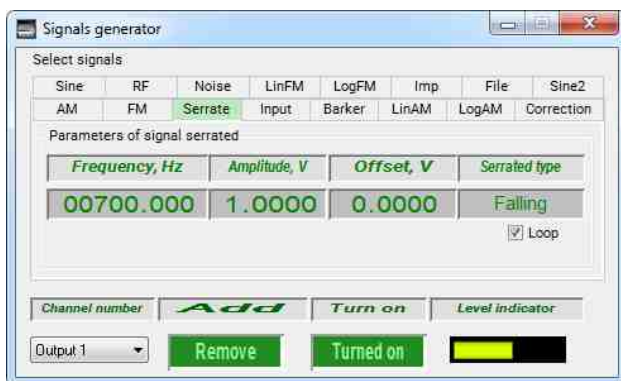 Signals generator
Select signals
Sine RF Noise LinFM LogFM Imp File Sine2
AM FM Serrate Input Barker LinAM LogAM Correction
Parameters of signal serrated
Frequency, Hz Amplitude, V Offset, V Serrated type
00700.000 1.0000 0.0000 Falling
Loop
Channel number Add Turn on Level indicator
Output 1 Remove Turned on